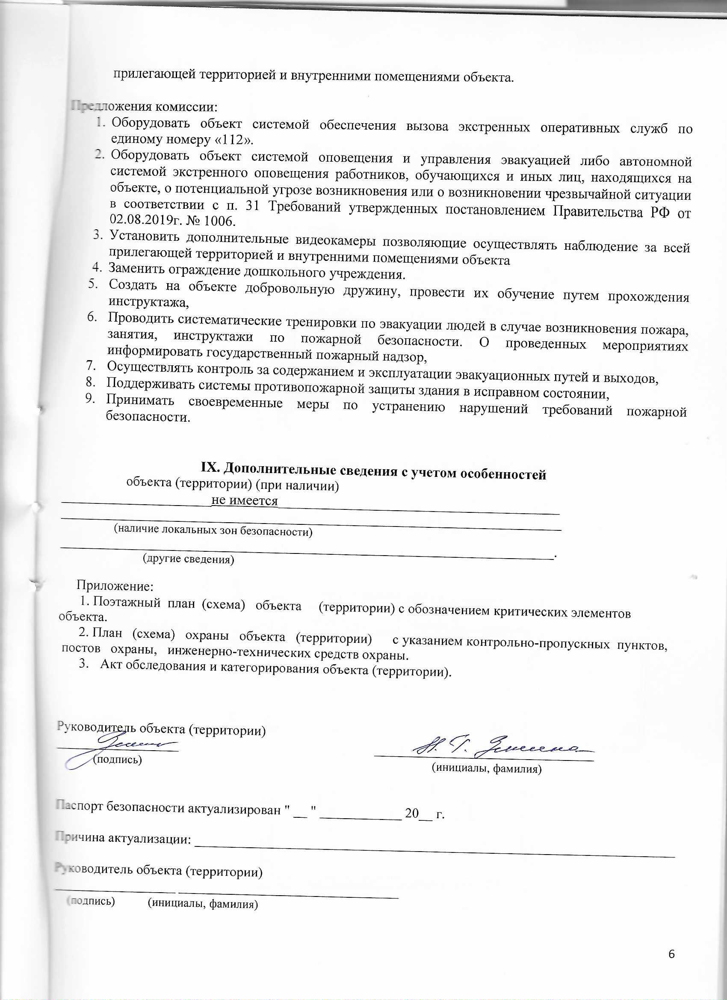 прилегающей территорией и внутренними помещениями объекта.
Предложения комиссии:
1. Оборудовать объект системой обеспечения вызова экстренных оперативных служб по
единому номеру «112».
2. Оборудовать объект системой оповещения и управления эвакуацией либо автономной
системой экстренного оповещения работников, обучающихся и иных лиц, находящихся на
объекте, о потенциальной угрозе возникновения или о возникновении чрезвычайной ситуации
в соответствии с п. 31 Требований утвержденных постановлением Правительства РФ от
02.08.2019г. № 1006.
3. Установить дополнительные видеокамеры позволяющие осуществлять наблюдение за всей
прилегающей территорией и внутренними помещениями объекта
4. Заменить ограждение дошкольного учреждения.
5. Создать на объекте добровольную дружину, провести их обучение путем прохождения
инструктажа,
6. Проводить систематические тренировки по эвакуации людей в случае возникновения пожара,
занятия, инструктажи по пожарной безопасности. О проведенных мероприятиях
информировать государственный пожарный надзор,
7. Осуществлять контроль за содержанием и эксплуатации эвакуационных путей и выходов,
8. Поддерживать системы противопожарной защиты здания в исправном состоянии,
9. Принимать своевременные меры по устранению нарушений требований пожарной
безопасности.
IX. Дополнительные сведения с учетом особенностей
объекта (территории) (при наличии)
не имеется
(наличие локальных зон безопасности)
.
(другие сведения)
Приложение:
1. Поэтажный план (схема) объекта (территории) с обозначением критических элементов
объекта.
2. План (схема) охраны объекта (территории) с указанием контрольно-пропускных пунктов,
постов охраны, инженерно-технических средств охраны.
3. Акт обследования и категорирования объекта (территории).
Руководитель объекта (территории)
Н. Г.
(подпись)
(инициалы, фамилия)
Паспорт безопасности актуализирован " __ " ____________ 20__ г.
Причина актуализации:
Руководитель объекта (территории)
(подпись) (инициалы, фамилия)
6